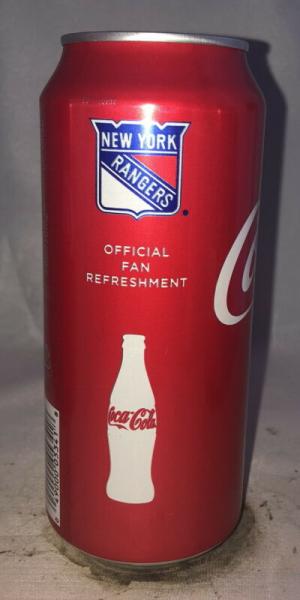 NEW YORK
RANGERS
OFFICIAL
FAN
REFRESHMENT
Coca-Cola